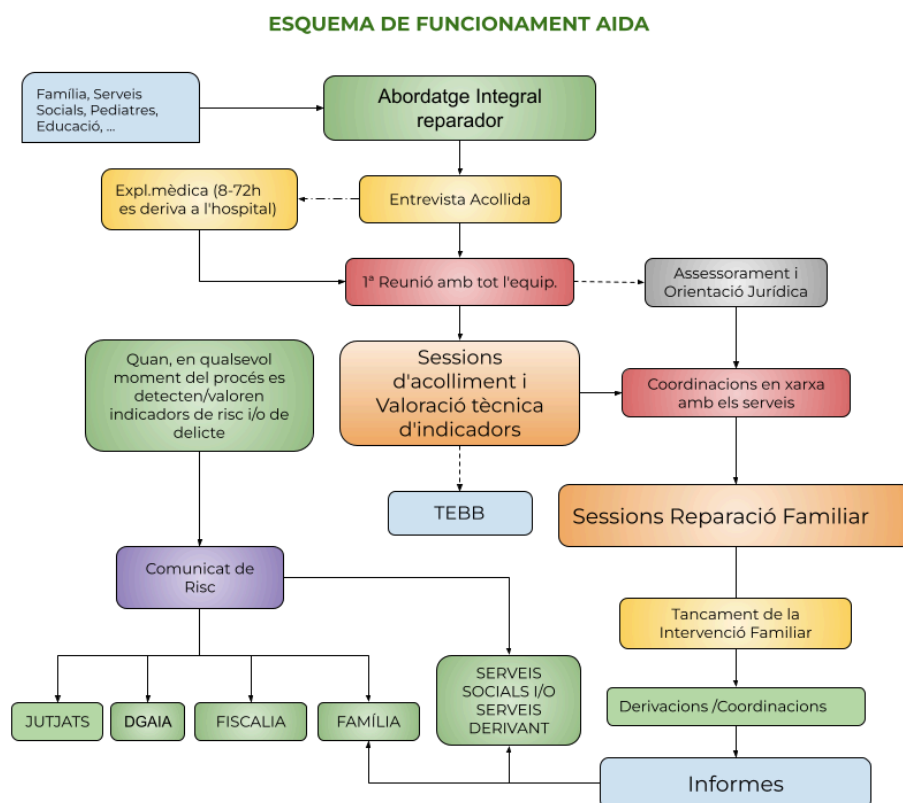 ESQUEMA DE FUNCIONAMENT AIDA
Família, Serveis
Socials, Pediatres,
Educació, ...
Abordatge Integral
reparador
Expl.mèdica (8-72h
es deriva a l'hospital)
Entrevista Acollida
1ª Reunió amb tot l'equip.
Assessorament i
Orientació Jurídica
Quan, en qualsevol
moment del procés es
detecten/valoren
indicadors de risc i/o de
delicte
Sessions
d'acolliment i
Valoració tècnica
d'indicadors
Coordinacions en xarxa
amb els serveis
TEBB
Sessions Reparació Familiar
Comunicat de
Risc
Tancament de la
Intervenció Familiar
JUTJATS
DGAIA
FISCALIA
FAMÍLIA
SERVEIS
SOCIALS I/O
SERVEIS
DERIVANT
Derivacions /Coordinacions
Informes